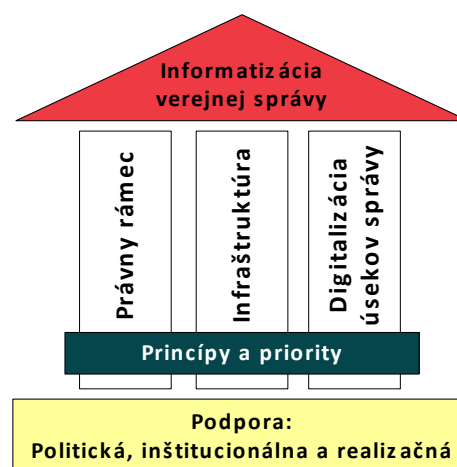 Informatizácia
verejnej správy
Právny rámec
Infraštruktúra
Digitalizácia
úsekov správy
Princípy a priority
Podpora:
Politická, inštitucionálna a realizačná